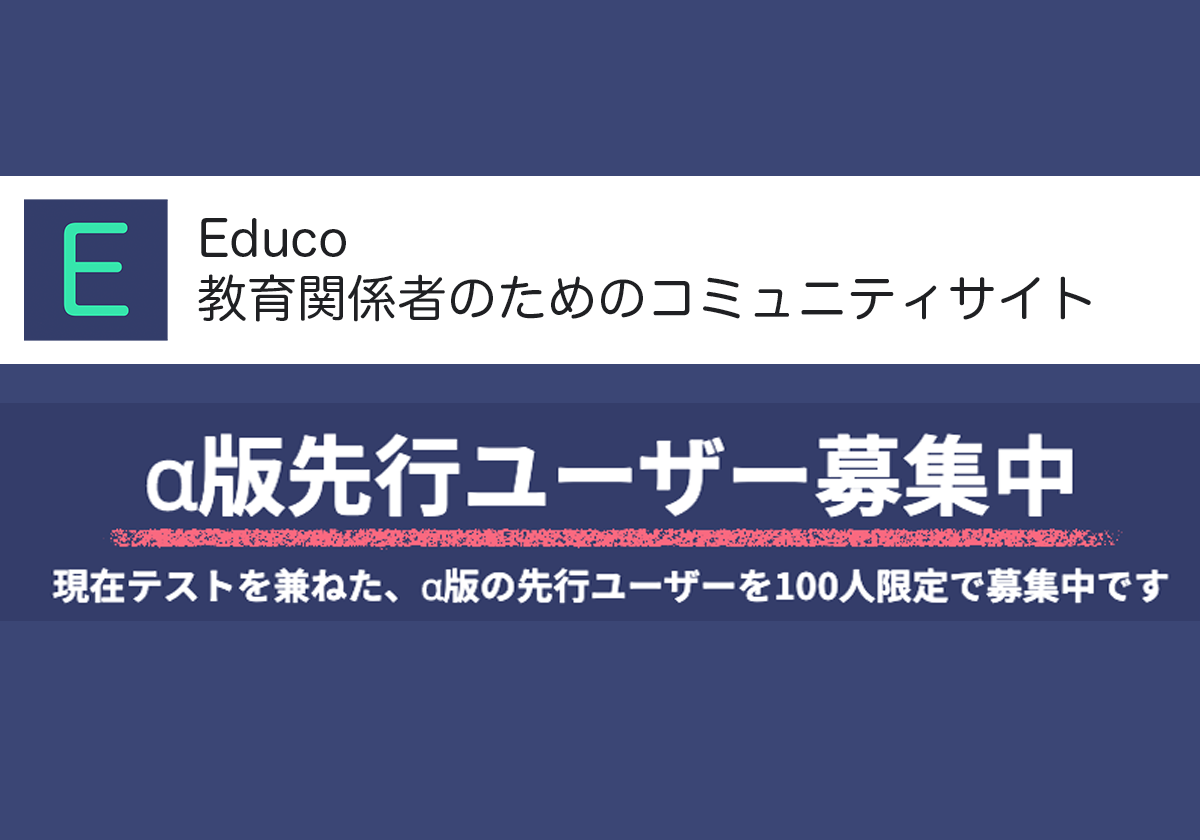 E
Educo
教育関係者のためのコミュニティサイト
α版先行ユーザー募集中
現在テストを兼ねた、α版の先行ユーザーを100人限定で募集中です